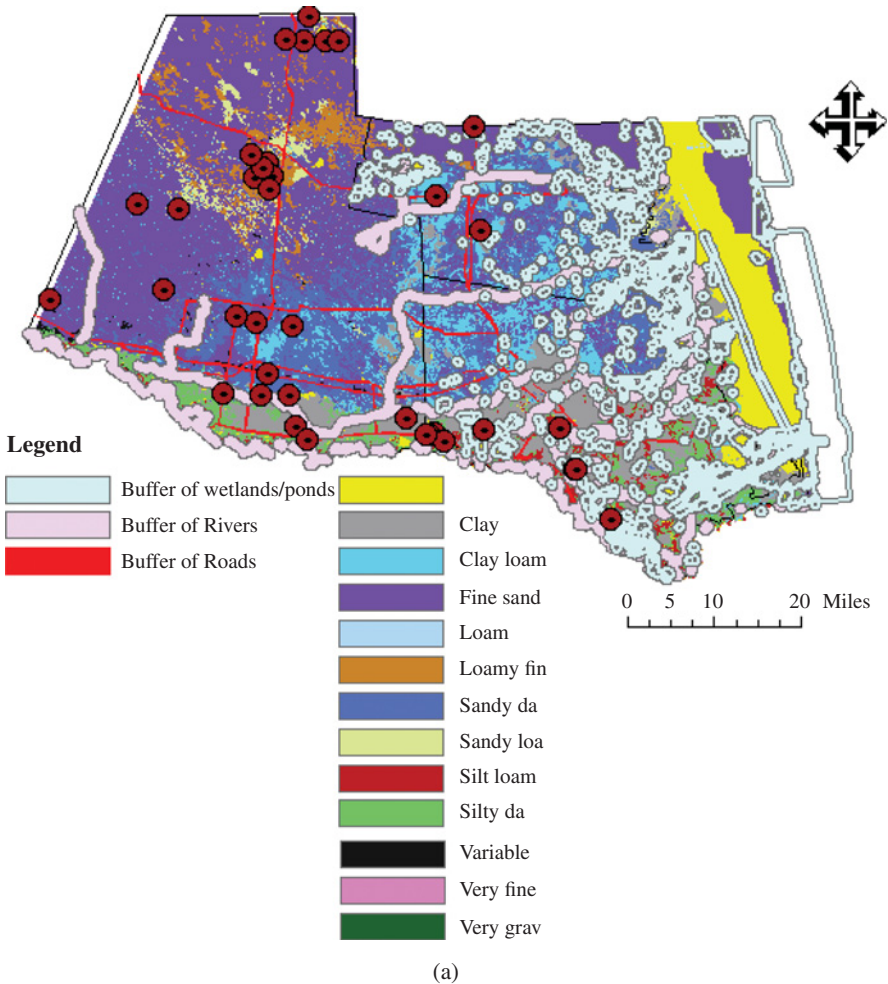 Legend
Buffer of wetlands/ponds
Buffer of Rivers
Buffer of Roads
Clay
Clay loam
Fine sand
Loam
Loamy fin
Sandy da
Sandy loa
Silt loam
Silty da
Variable
Very fine
Very grav
0 5 10 20 Miles
(a)